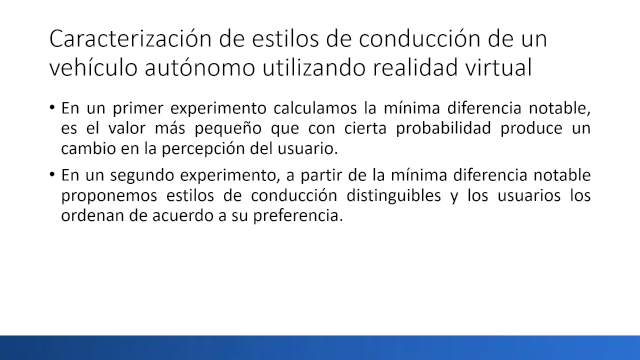 Caracterización de estilos de conducción de un
vehículo autónomo utilizando realidad virtual
• En un primer experimento calculamos la mínima diferencia notable,
es el valor más pequeño que con cierta probabilidad produce un
cambio en la percepción del usuario.
• En un segundo experimento, a partir de la mínima diferencia notable
proponemos estilos de conducción distinguibles y los usuarios los
ordenan de acuerdo a su preferencia.